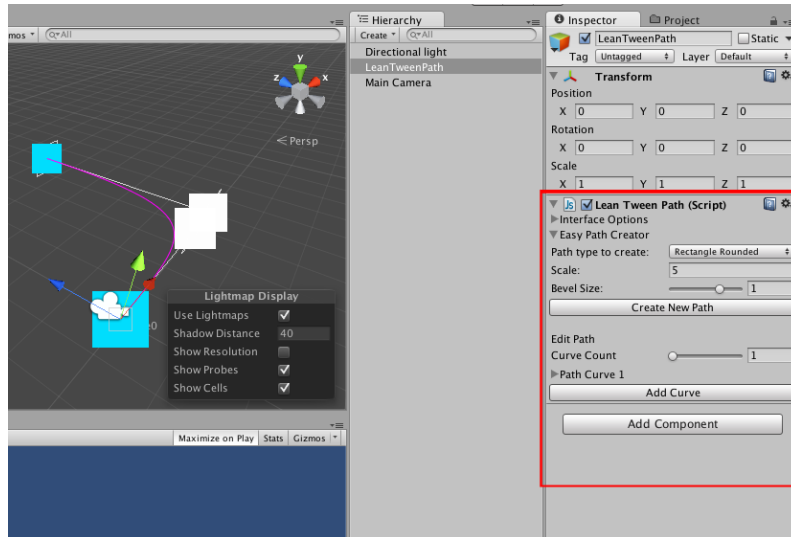 mos
All
y
z
x
Persp
e0
Lightmap Display
Use Lightmaps
Shadow Distance 40
Show Resolution
Show Probes
Show Cells
Maximize on Play Stats Gizmos
Hierarchy
Create All
Directional light
LeanTweenPath
Main Camera
Inspector Project
LeanTweenPath Static
Tag Untagged Layer Default
Transform
Position
X 0 Y 0 Z 0
Rotation
X 0 Y 0 Z 0
Scale
X 1 Y 1 Z 1
Js Lean Tween Path (Script)
Interface Options
Easy Path Creator
Path type to create: Rectangle Rounded
Scale: 5
Bevel Size: 1
Create New Path
Edit Path
Curve Count 1
Path Curve 1
Add Curve
Add Component